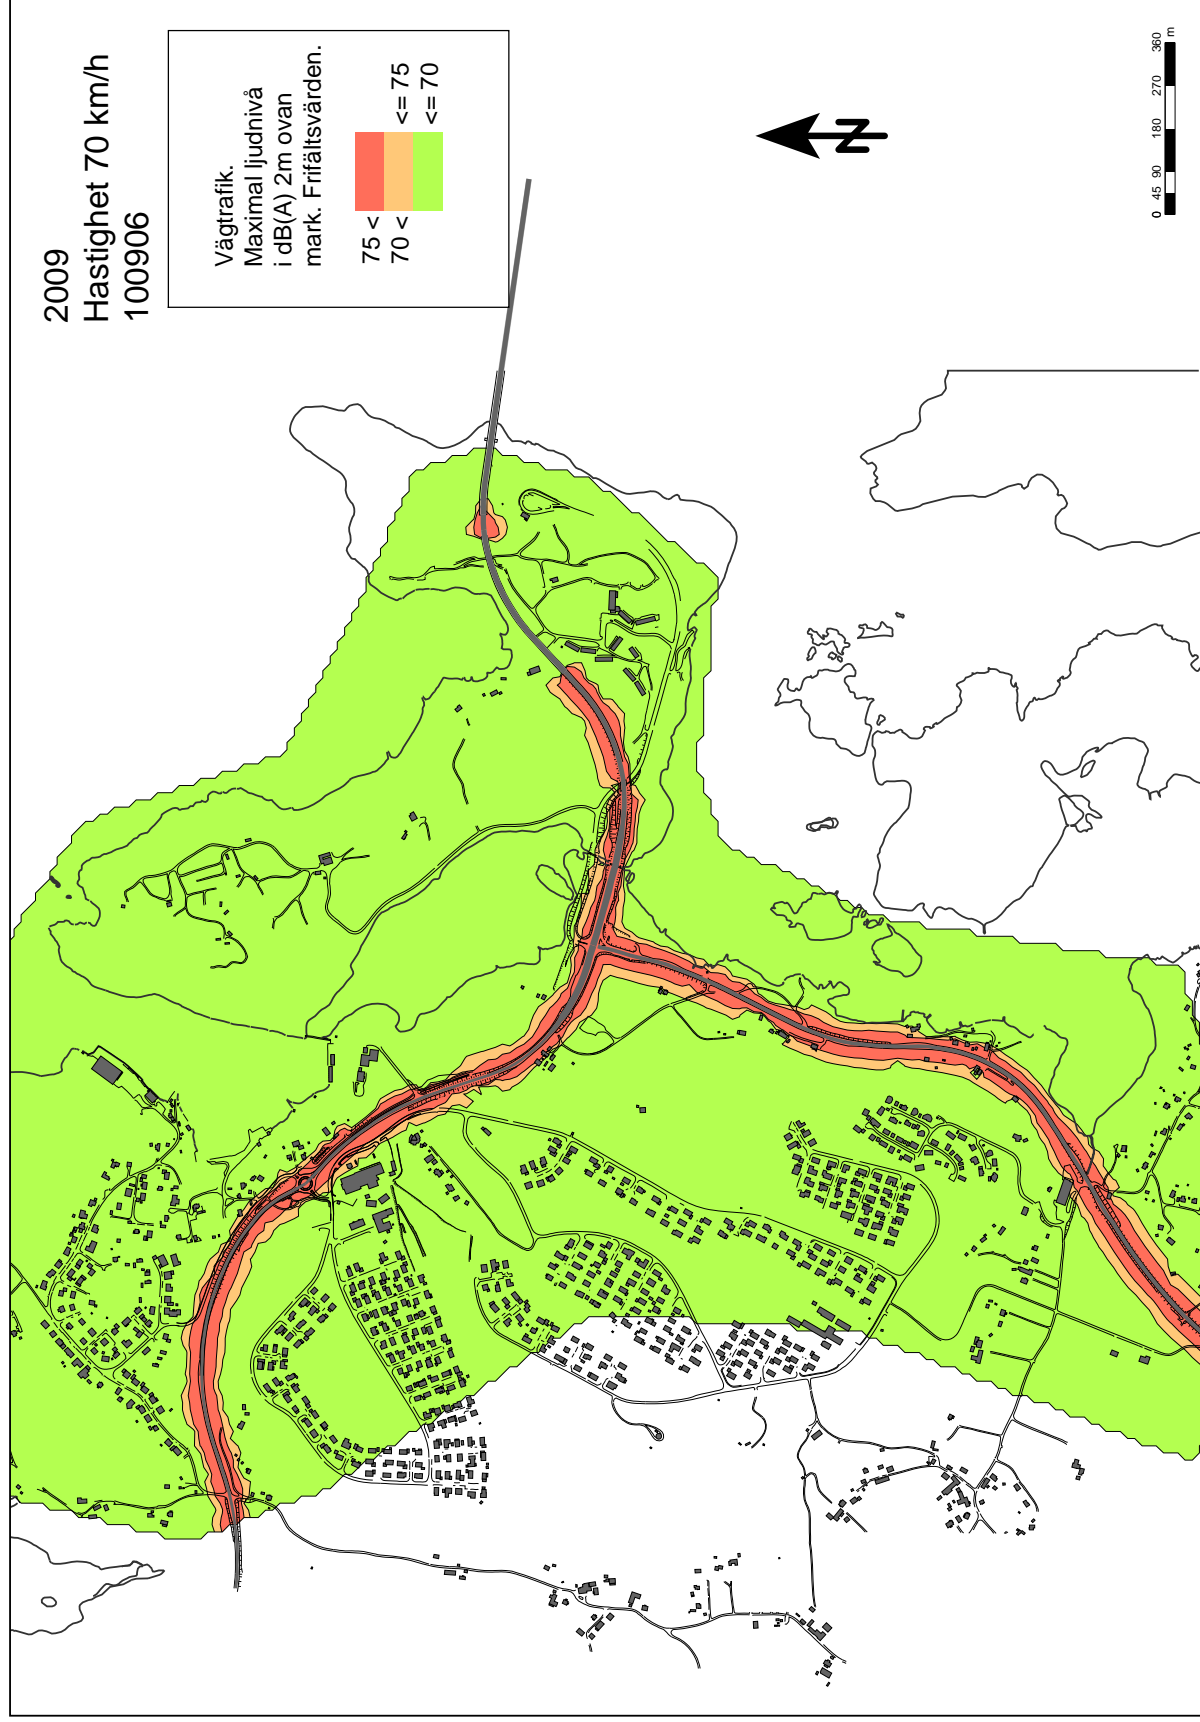 2009
Hastighet 70 km/h
100906
Vägtrafik.
Maximal ljudnivå
i dB(A) 2m ovan
mark. Frifältsvärden.
75 <
70 < <= 75
<= 70
N
0 45 90 180 270 360
m